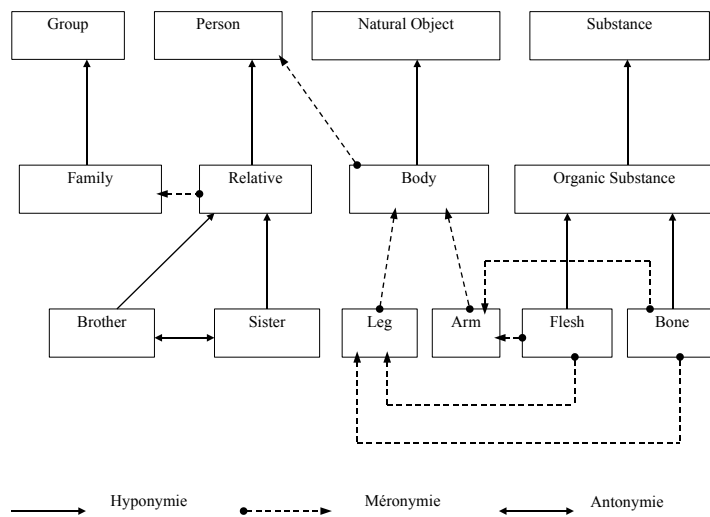 Group Person Natural Object Substance
Family Relative Body Organic Substance
Brother Sister Leg Arm Flesh Bone
Hyponymie Méronymie Antonymie